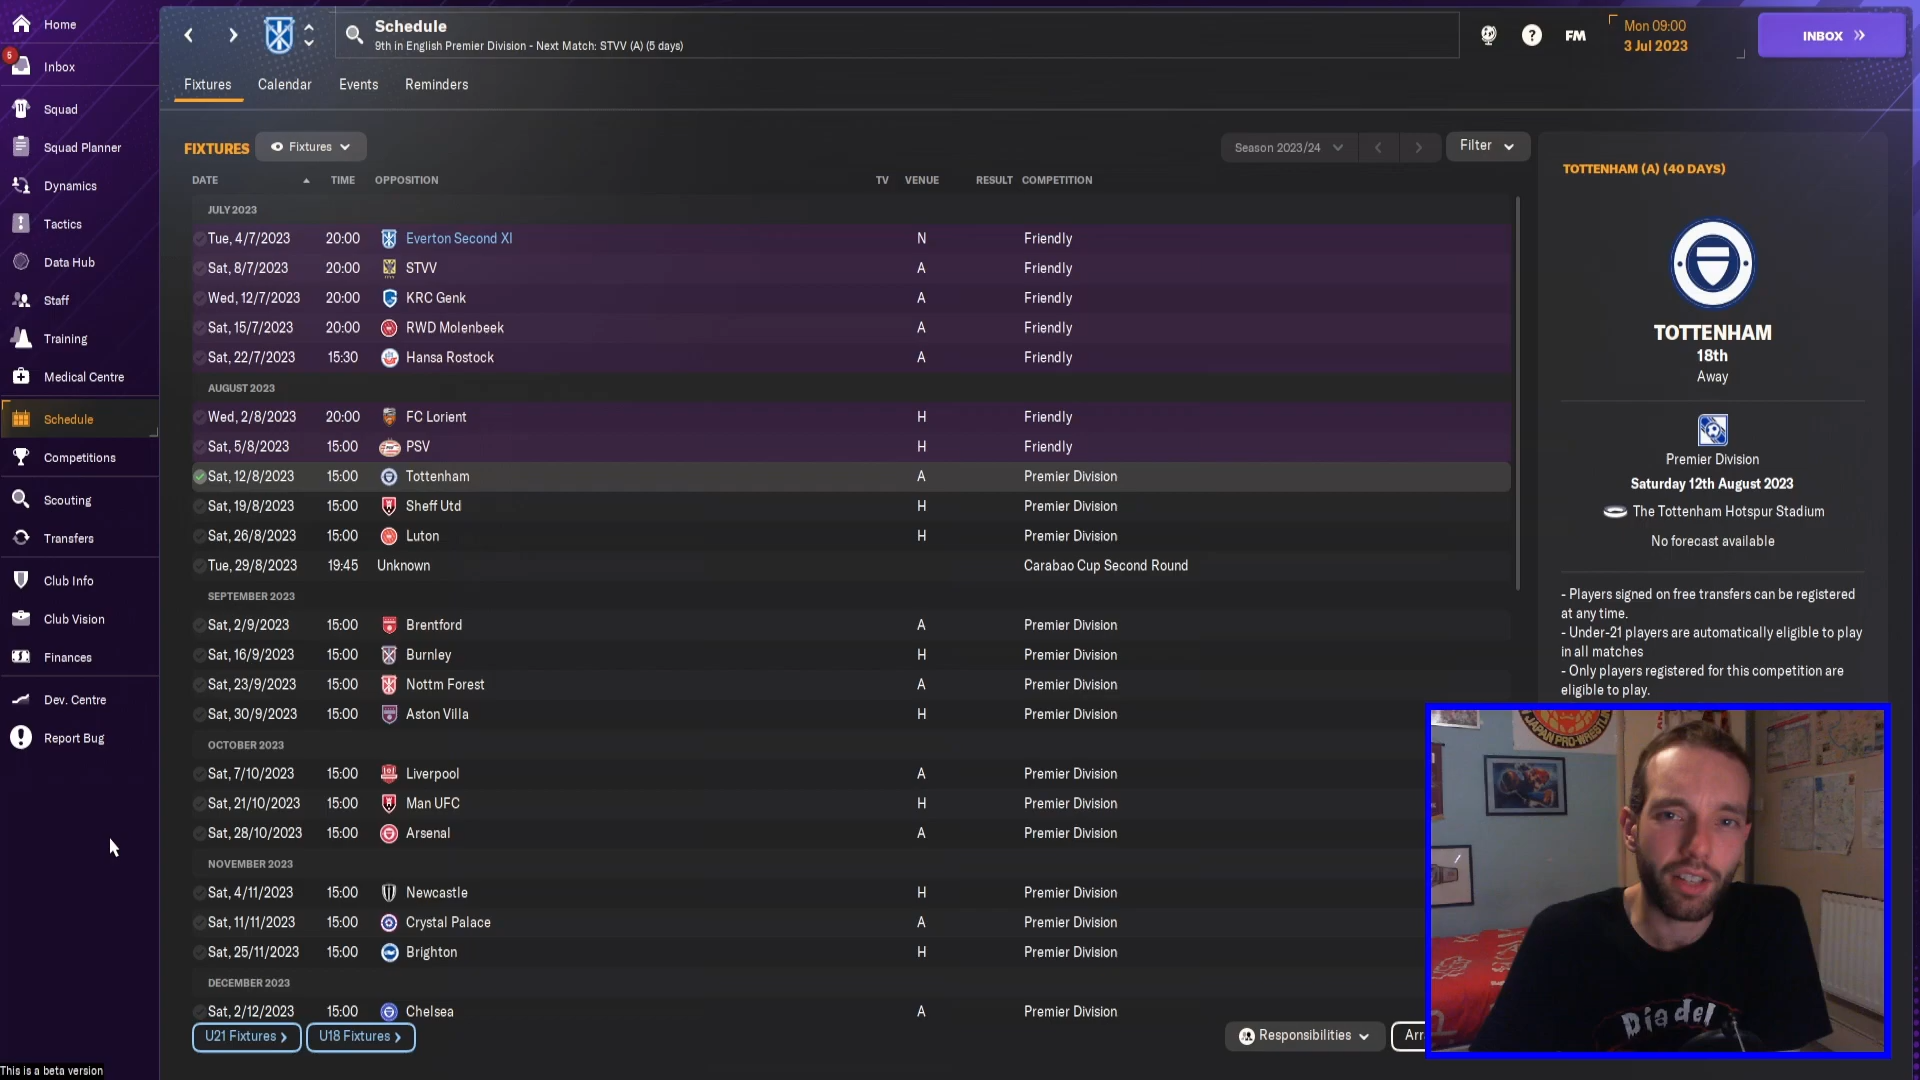 Home
5
Inbox
Squad
Squad Planner
Dynamics
Tactics
Data Hub
Staff
Training
Medical Centre
Schedule
Competitions
Scouting
Transfers
Club Info
Club Vision
Finances
Dev. Centre
Report Bug
This is a beta version
Schedule
9th in English Premier Division - Next Match: STVV (A) (5 days)
FM
Mon 09:00
3 Jul 2023
INBOX
Fixtures Calendar Events Reminders
FIXTURES Fixtures Season 2023/24 Filter
DATE TIME OPPOSITION TV VENUE RESULT COMPETITION
JULY 2023
Tue, 4/7/2023 20:00 Everton Second XI N Friendly
Sat, 8/7/2023 20:00 STVV A Friendly
Wed, 12/7/2023 20:00 KRC Genk A Friendly
Sat, 15/7/2023 20:00 RWD Molenbeek A Friendly
Sat, 22/7/2023 15:30 Hansa Rostock A Friendly
AUGUST 2023
Wed, 2/8/2023 20:00 FC Lorient H Friendly
Sat, 5/8/2023 15:00 PSV H Friendly
Sat, 12/8/2023 15:00 Tottenham A Premier Division
Sat, 19/8/2023 15:00 Sheff Utd H Premier Division
Sat, 26/8/2023 15:00 Luton H Premier Division
Tue, 29/8/2023 19:45 Unknown Carabao Cup Second Round
SEPTEMBER 2023
Sat, 2/9/2023 15:00 Brentford A Premier Division
Sat, 16/9/2023 15:00 Burnley H Premier Division
Sat, 23/9/2023 15:00 Nottm Forest A Premier Division
Sat, 30/9/2023 15:00 Aston Villa H Premier Division
OCTOBER 2023
Sat, 7/10/2023 15:00 Liverpool A Premier Division
Sat, 21/10/2023 15:00 Man UFC H Premier Division
Sat, 28/10/2023 15:00 Arsenal A Premier Division
NOVEMBER 2023
Sat, 4/11/2023 15:00 Newcastle H Premier Division
Sat, 11/11/2023 15:00 Crystal Palace A Premier Division
Sat, 25/11/2023 15:00 Brighton H Premier Division
DECEMBER 2023
Sat, 2/12/2023 15:00 Chelsea A Premier Division
U21 Fixtures U18 Fixtures Responsibilities Arr
TOTTENHAM (A) (40 DAYS)
TOTTENHAM
18th
Away
Premier Division
Saturday 12th August 2023
The Tottenham Hotspur Stadium
No forecast available
- Players signed on free transfers can be registered
at any time.
- Under-21 players are automatically eligible to play
in all matches
- Only players registered for this competition are
eligible to play.
JAPAN PRO-WRESTL